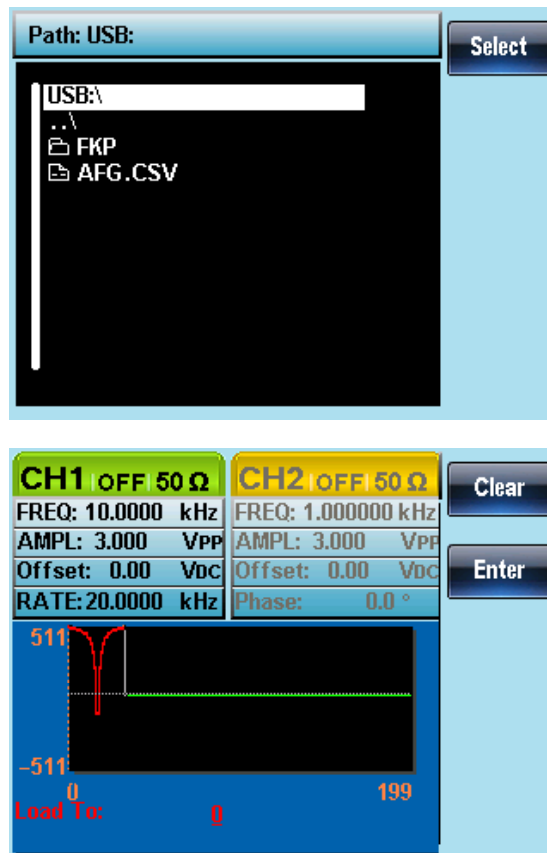 Path: USB:
Select
USB:\
..\
FKP
AFG.CSV
CH1 OFF 50 Ω
CH2 OFF 50 Ω
Clear
FREQ: 10.0000 kHz
FREQ: 1.000000 kHz
AMPL: 3.000 VPP
AMPL: 3.000 VPP
Offset: 0.00 VDC
Offset: 0.00 VDC
Enter
RATE: 20.0000 kHz
Phase: 0.0 °
511
-511
0
199
Load To: 0